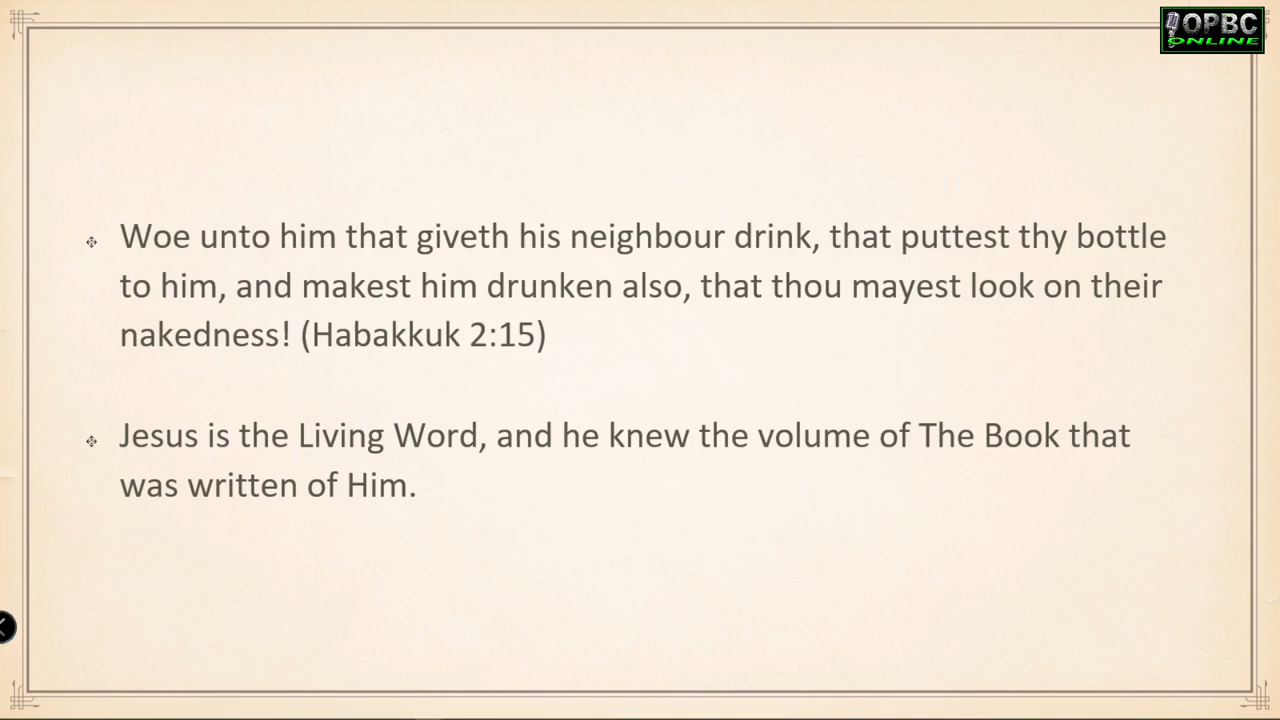 OPBC
ONLINE
Woe unto him that giveth his neighbour drink, that puttest thy bottle
to him, and makest him drunken also, that thou mayest look on their
nakedness! (Habakkuk 2:15)
Jesus is the Living Word, and he knew the volume of The Book that
was written of Him.